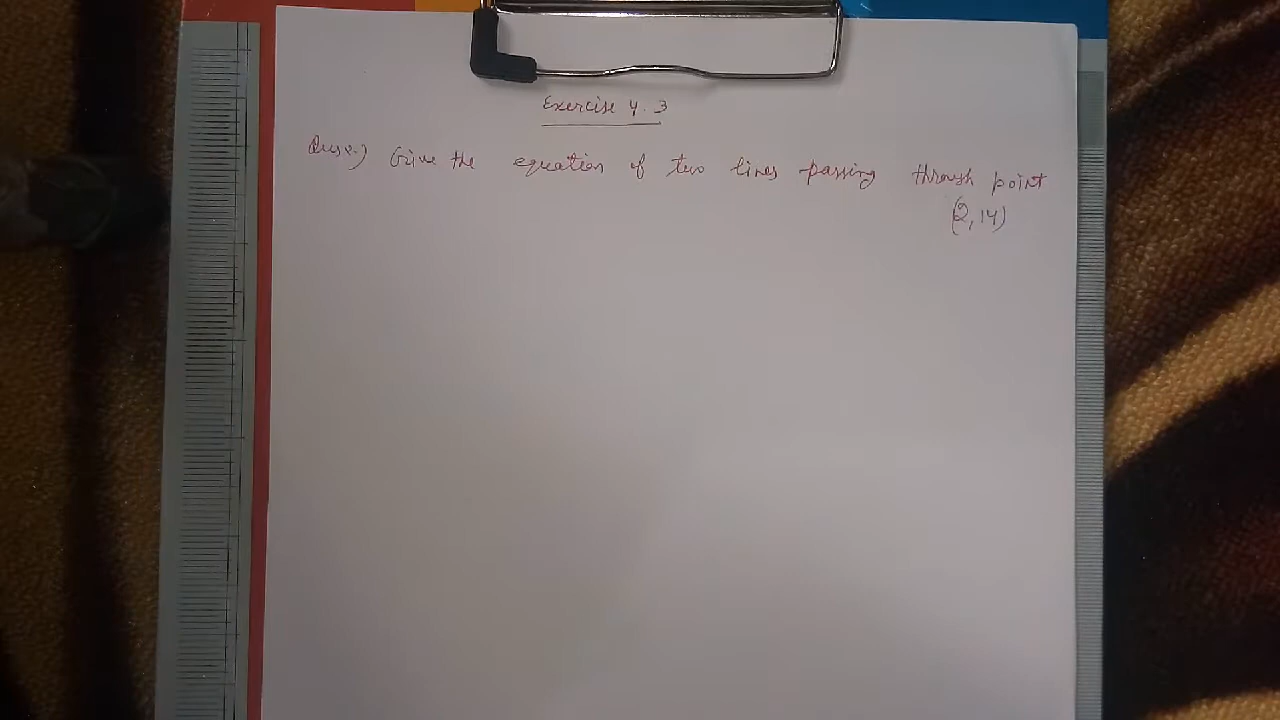 Exercise 4.3
Ques:-) Give the equation of two lines passing through point
(2,14)